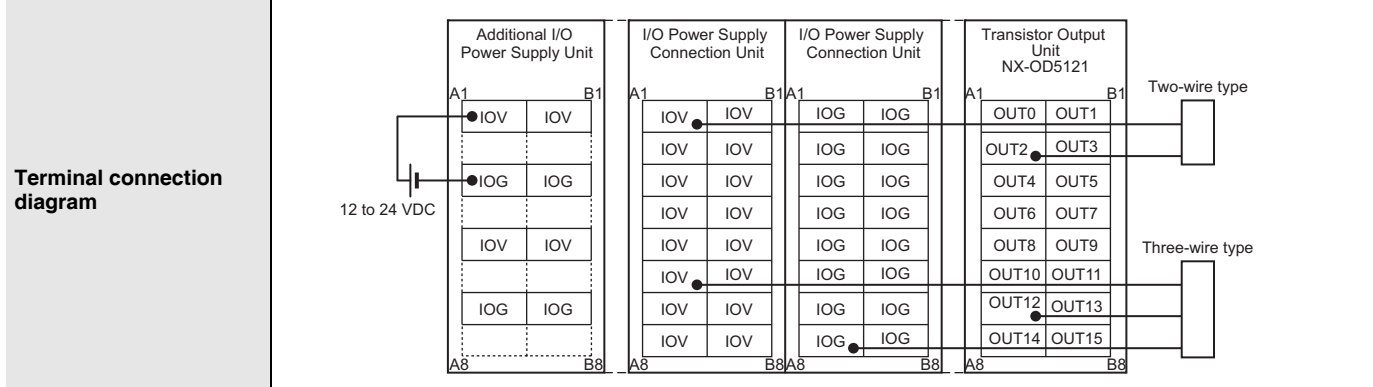 Terminal connection
diagram
12 to 24 VDC
Additional I/O
Power Supply Unit
A1 B1
IOV IOV
IOG IOG
IOV IOV
IOG IOG
A8 B8
I/O Power Supply
Connection Unit
A1 B1
IOV IOV
IOV IOV
IOV IOV
IOV IOV
IOV IOV
IOV IOV
IOV IOV
IOV IOV
B8
I/O Power Supply
Connection Unit
A1 B1
IOG IOG
IOG IOG
IOG IOG
IOG IOG
IOG IOG
IOG IOG
IOG IOG
IOG IOG
A8 B8
Transistor Output
Unit
NX-OD5121
A1 B1
OUT0 OUT1
OUT2 OUT3
OUT4 OUT5
OUT6 OUT7
OUT8 OUT9
OUT10 OUT11
OUT12 OUT13
OUT14 OUT15
A8 B8
Two-wire type
Three-wire type
A8